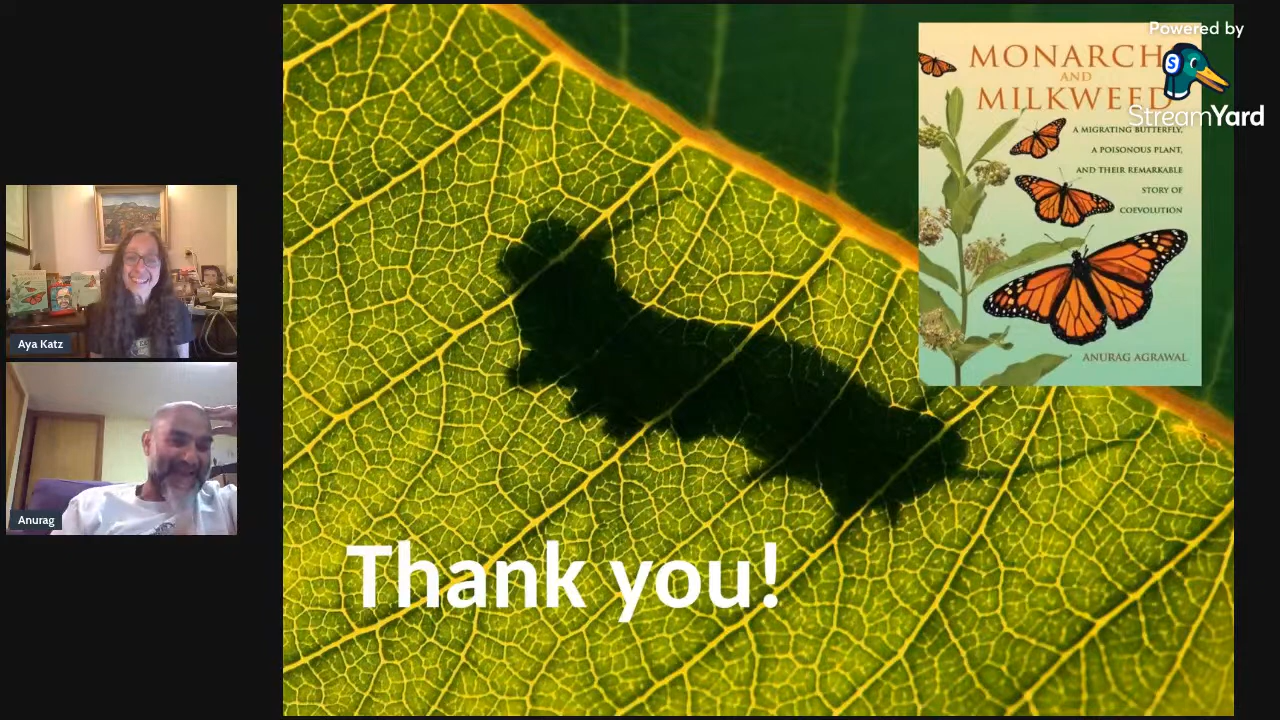 Powered by
StreamYard
MONARCHS
AND
MILKWEED
A MIGRATING BUTTERFLY,
A POISONOUS PLANT,
AND THEIR REMARKABLE
STORY OF
COEVOLUTION
ANURAG AGRAWAL
Aya Katz
Anurag
Thank you!